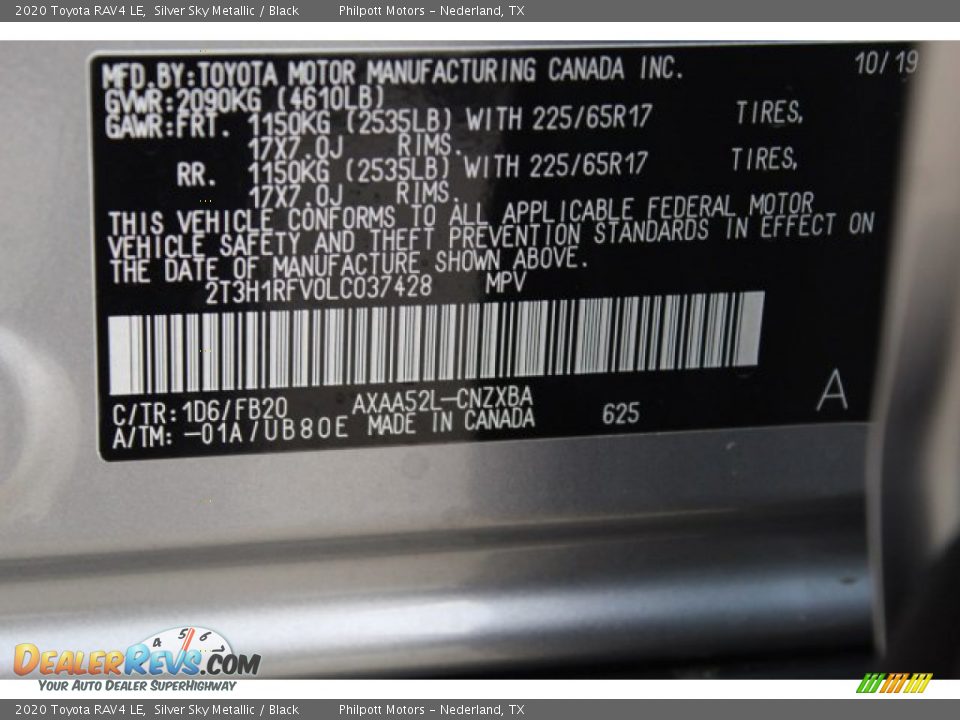 2020 Toyota RAV4 LE, Silver Sky Metallic / Black Philpott Motors - Nederland, TX
MFD.BY:TOYOTA MOTOR MANUFACTURING CANADA INC. 10/19
GVWR:2090KG (4610LB)
GAWR:FRT. 1150KG (2535LB) WITH 225/65R17 TIRES,
17X7.0J RIMS.
RR. 1150KG (2535LB) WITH 225/65R17 TIRES,
17X7.0J RIMS.
THIS VEHICLE CONFORMS TO ALL APPLICABLE FEDERAL MOTOR
VEHICLE SAFETY AND THEFT PREVENTION STANDARDS IN EFFECT ON
THE DATE OF MANUFACTURE SHOWN ABOVE.
2T3H1RFV0LC037428 MPV
C/TR:1D6/FB20 AXAA52L-CNZXBA
A/TM: -01A/UB80E MADE IN CANADA 625 A
4 5 6
DEALERREVS.COM
YOUR AUTO DEALER SUPERHIGHWAY
2020 Toyota RAV4 LE, Silver Sky Metallic / Black Philpott Motors - Nederland, TX